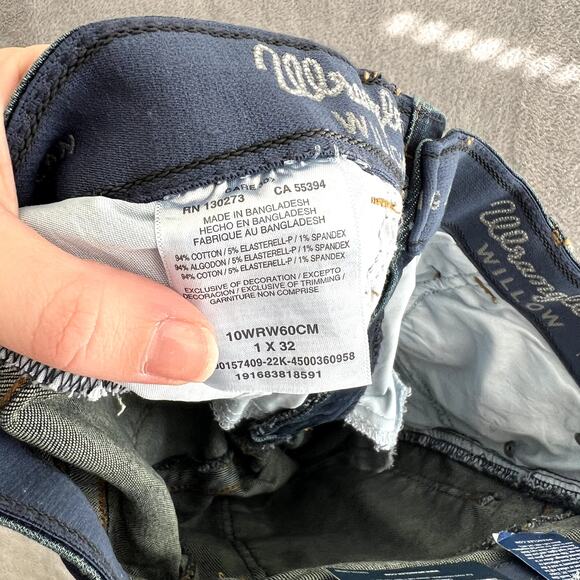 Wrangler
WILLOW
CARE
RN 130273 CA 55394
MADE IN BANGLADESH
HECHO EN BANGLADESH
FABRIQUE AU BANGLADESH
94% COTTON / 5% ELASTERELL-P / 1% SPANDEX
94% ALGODON / 5% ELASTERELL-P / 1% SPANDEX
94% COTON / 5% ELASTERELL-P / 1% SPANDEX
EXCLUSIVE OF DECORATION / EXCEPTO
DECORACION / EXCLUSIVE OF TRIMMING /
GARNITURE NON COMPRISE
10WRW60CM
1 X 32
00157409-22K-4500360958
191683818591
Wrangler
WILLOW